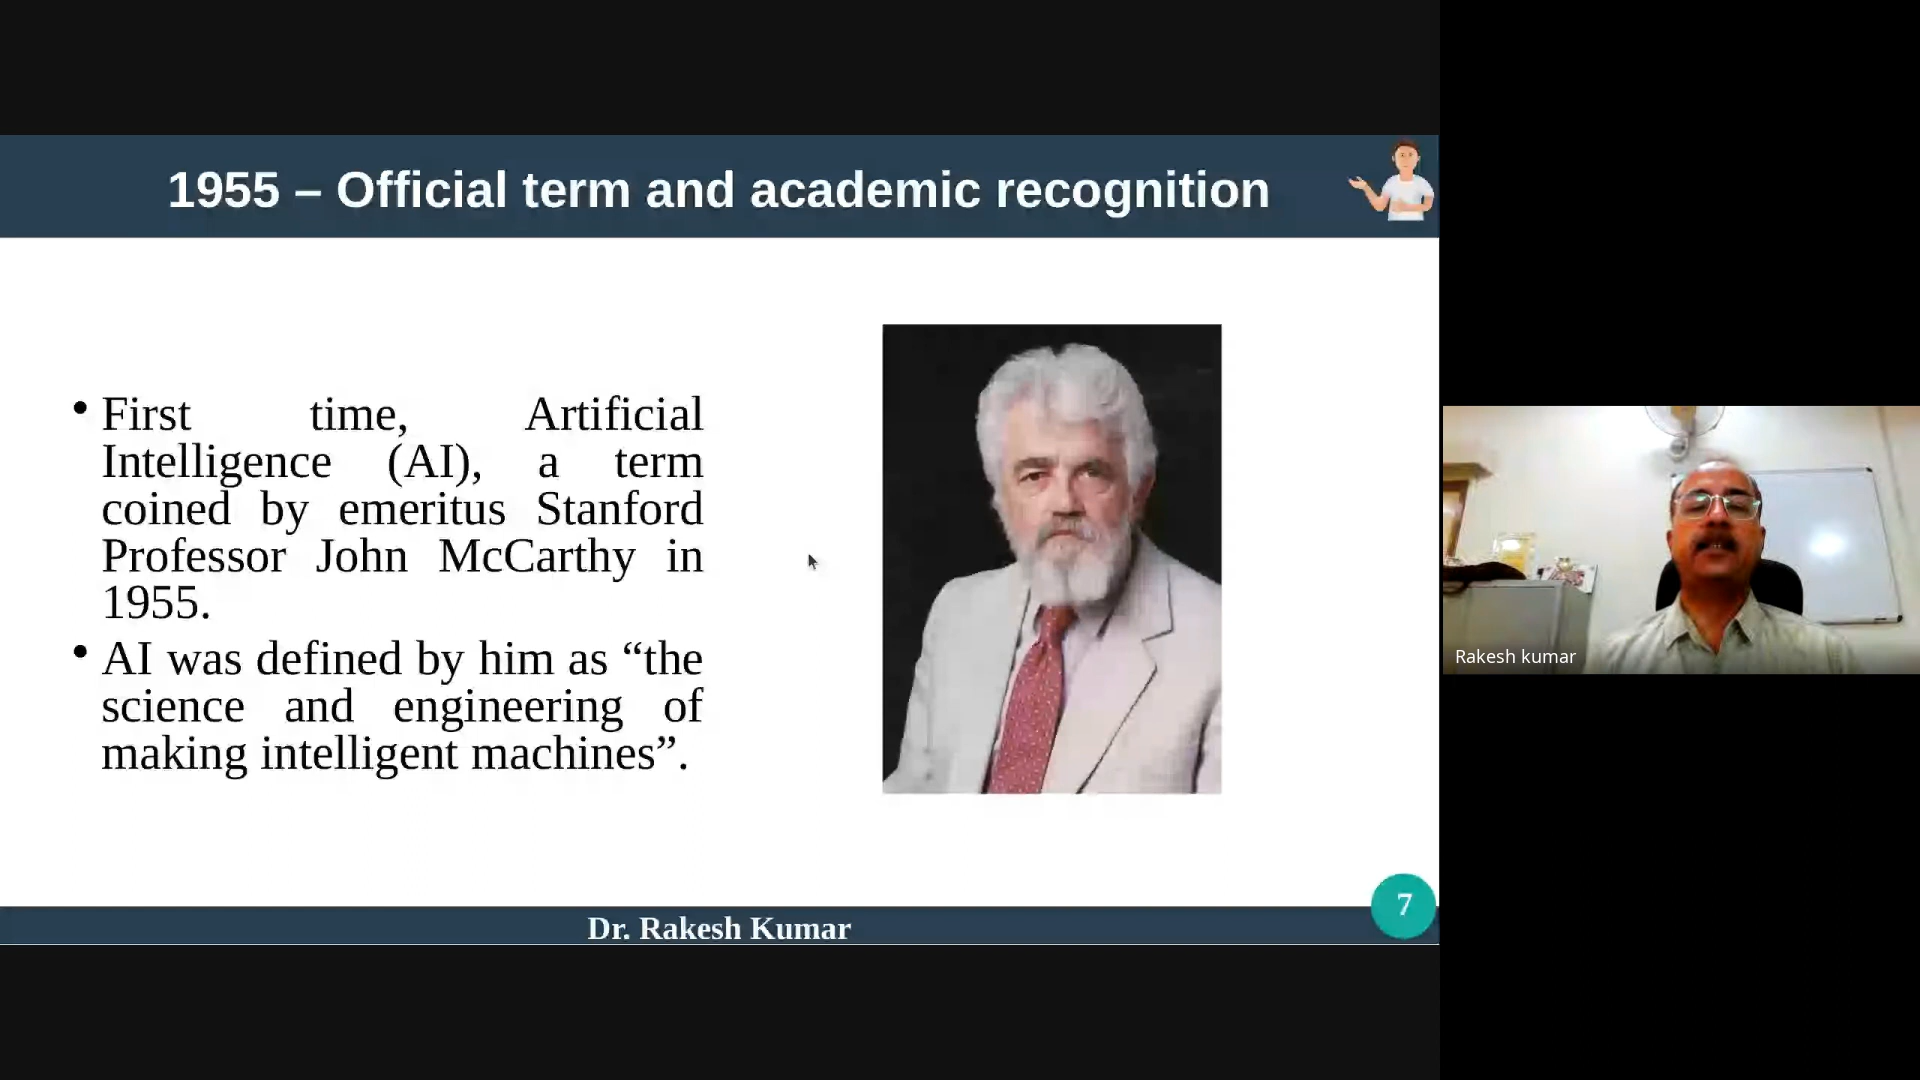 1955 – Official term and academic recognition
• First time, Artificial
Intelligence (AI), a term
coined by emeritus Stanford
Professor John McCarthy in
1955.
• AI was defined by him as “the
science and engineering of
making intelligent machines”.
7
Dr. Rakesh Kumar
Rakesh kumar